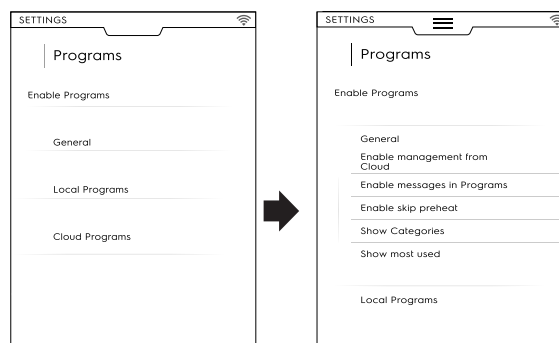 SETTINGS
Programs
Enable Programs
General
Local Programs
Cloud Programs
SETTINGS
Programs
Enable Programs
General
Enable management from
Cloud
Enable messages in Programs
Enable skip preheat
Show Categories
Show most used
Local Programs